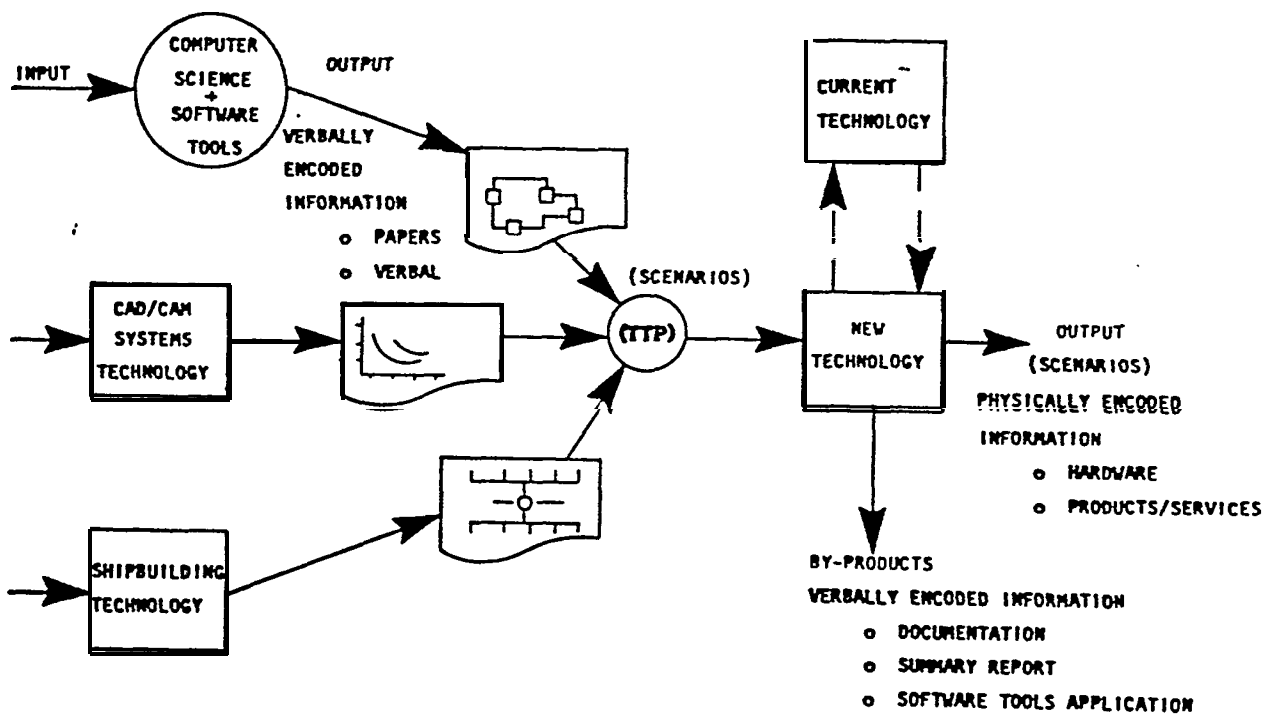 INPUT
COMPUTER
SCIENCE
+
SOFTWARE
TOOLS
OUTPUT
VERBALLY
ENCODED
INFORMATION
o PAPERS
o VERBAL
CAD/CAM
SYSTEMS
TECHNOLOGY
SHIPBUILDING
TECHNOLOGY
(SCENARIOS)
(TTP)
CURRENT
TECHNOLOGY
NEW
TECHNOLOGY
OUTPUT
(SCENARIOS)
PHYSICALLY ENCODED
INFORMATION
o HARDWARE
o PRODUCTS/SERVICES
BY-PRODUCTS
VERBALLY ENCODED INFORMATION
o DOCUMENTATION
o SUMMARY REPORT
o SOFTWARE TOOLS APPLICATION